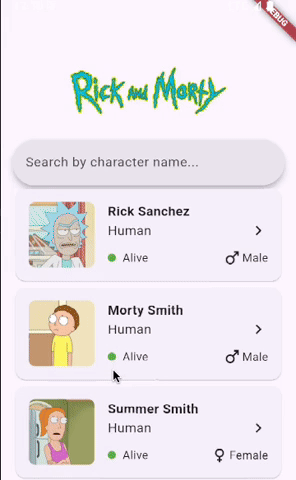 DEBUG
Rick and Morty
Search by character name...
Rick Sanchez
Human
Alive
Male
Morty Smith
Human
Alive
Male
Summer Smith
Human
Alive
Female